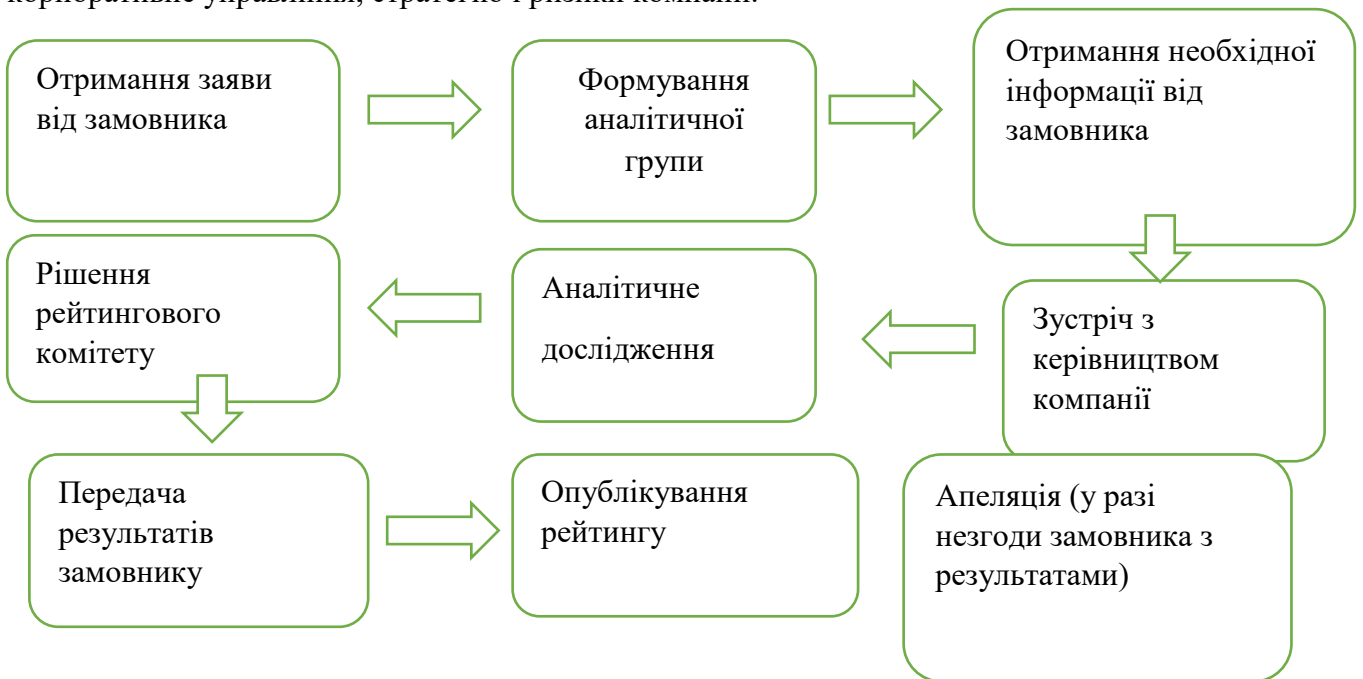 Отримання заяви
від замовника
Формування
аналітичної
групи
Отримання необхідної
інформації від
замовника
Рішення
рейтингового
комітету
Аналітичне
дослідження
Зустріч з
керівництвом
компанії
Передача
результатів
замовнику
Опублікування
рейтингу
Апеляція (у разі
незгоди замовника з
результатами)